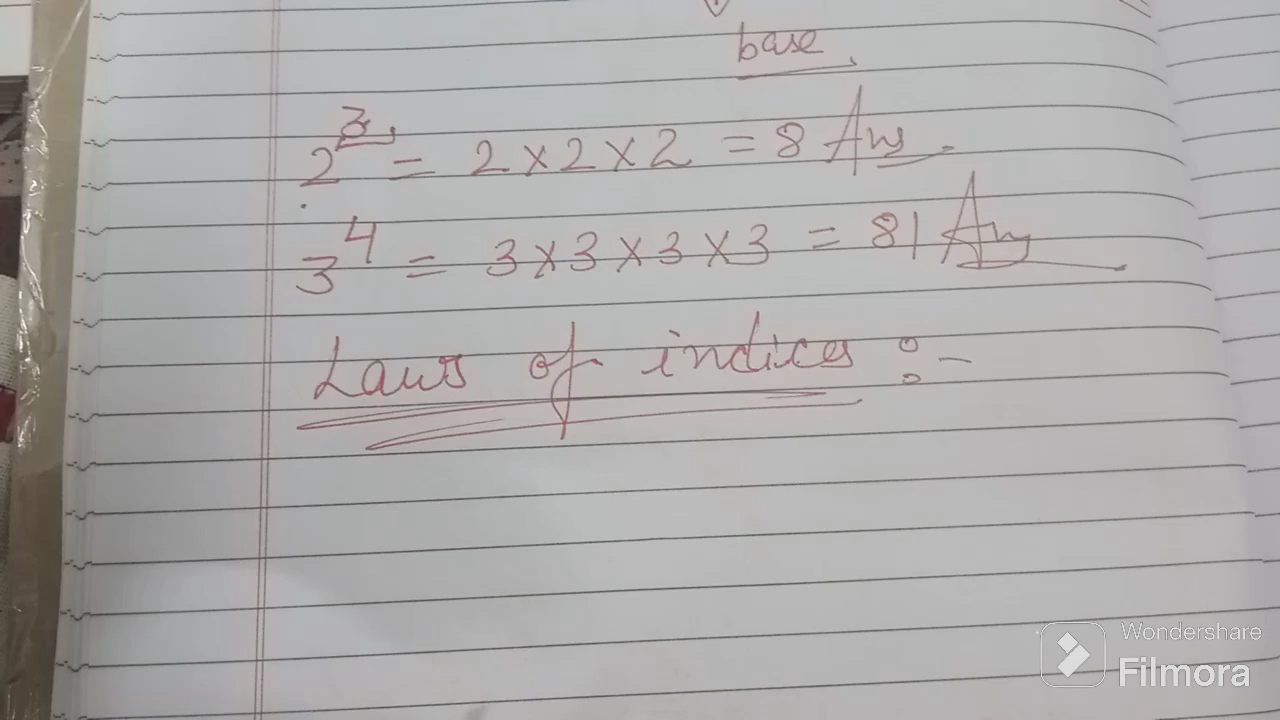 base
2³ = 2 × 2 × 2 = 8 Ans
3⁴ = 3 × 3 × 3 × 3 = 81 Ans
Laws of indices :-
Wondershare
Filmora